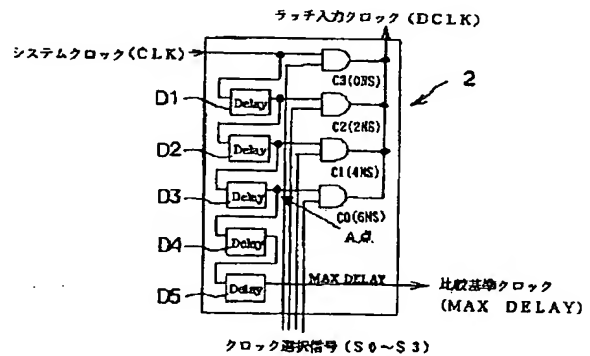 ラッチ入力クロック (DCLK)
システムクロック(CLK)
2
C3(0NS)
D1
Delay
C2(2NS)
D2
Delay
C1(4NS)
D3
Delay
C0(6NS)
A点
D4
Delay
D5
Delay
MAX DELAY
比較基準クロック
(MAX DELAY)
クロック選択信号 (S0~S3)